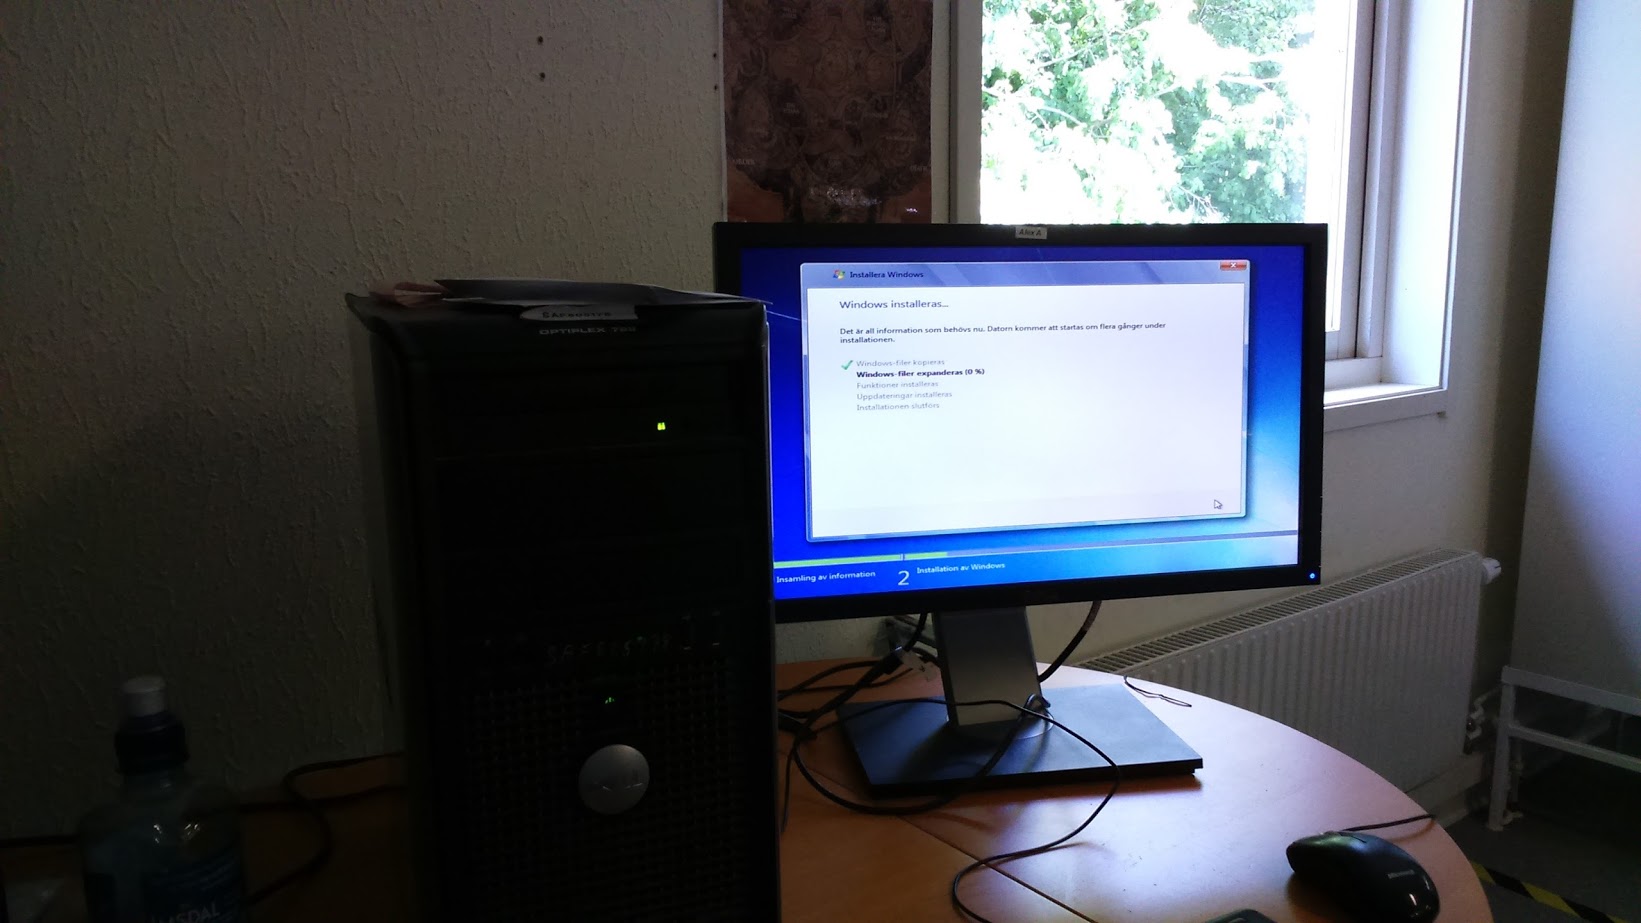 Alex A
Installera Windows
Windows installeras...
Det är all information som behövs nu. Datorn kommer att startas om flera gånger under
installationen.
Windows-filer kopieras
Windows-filer expanderas (0 %)
Funktioner installeras
Uppdateringar installeras
Installationen slutförs
Insamling av information
2 Installation av Windows
OPTIPLEX
DELL